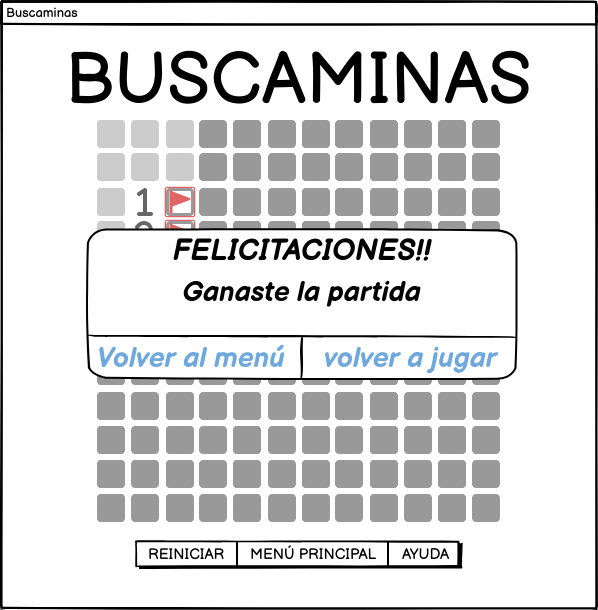 Buscaminas
BUSCAMINAS
1
FELICITACIONES!!
Ganaste la partida
Volver al menú volver a jugar
REINICIAR MENÚ PRINCIPAL AYUDA